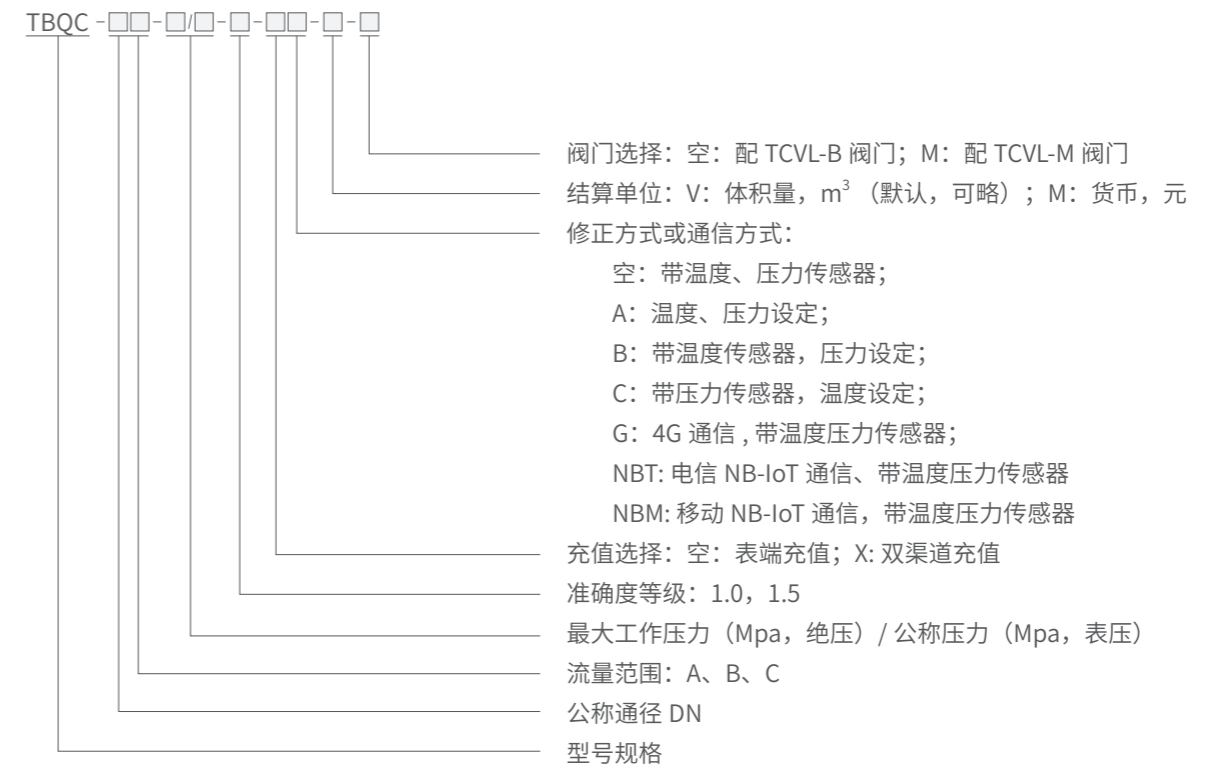 TBQC -□□-□/□-□-□□-□-□
阀门选择：空：配 TCVL-B 阀门；M：配 TCVL-M 阀门
结算单位：V：体积量，m³（默认，可略）；M：货币，元
修正方式或通信方式：
空：带温度、压力传感器；
A：温度、压力设定；
B：带温度传感器，压力设定；
C：带压力传感器，温度设定；
G：4G 通信 , 带温度压力传感器；
NBT: 电信 NB-IoT 通信、带温度压力传感器
NBM: 移动 NB-IoT 通信，带温度压力传感器
充值选择：空：表端充值；X: 双渠道充值
准确度等级：1.0，1.5
最大工作压力（Mpa，绝压）/ 公称压力（Mpa，表压）
流量范围：A、B、C
公称通径 DN
型号规格